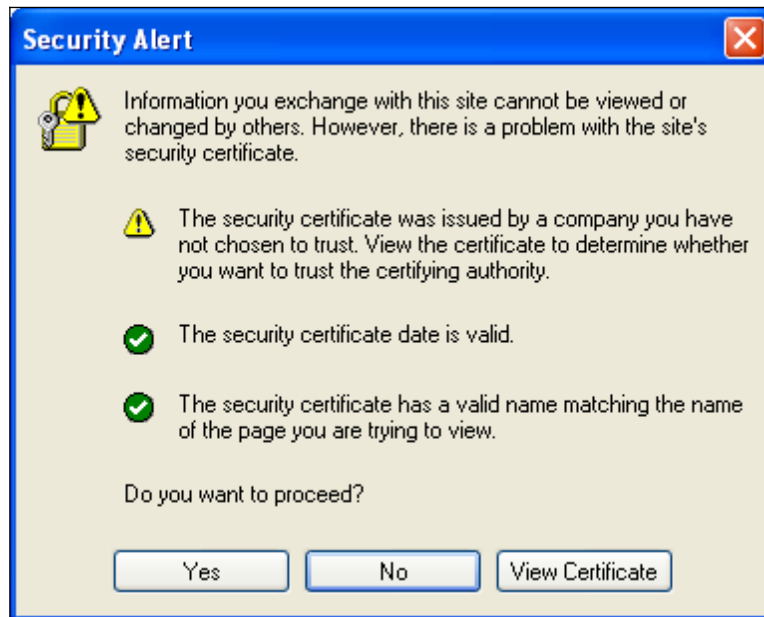 Security Alert
Information you exchange with this site cannot be viewed or
changed by others. However, there is a problem with the site's
security certificate.
The security certificate was issued by a company you have
not chosen to trust. View the certificate to determine whether
you want to trust the certifying authority.
The security certificate date is valid.
The security certificate has a valid name matching the name
of the page you are trying to view.
Do you want to proceed?
Yes No View Certificate